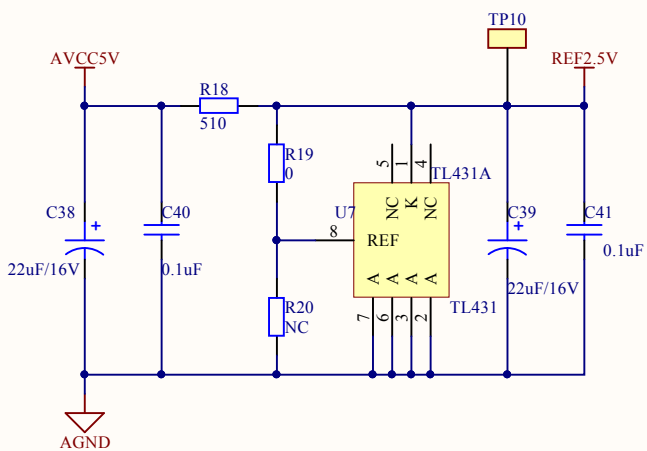 TP10
AVCC5V
REF2.5V
R18
510
R19
0
5
1
4
TL431A
NC
K
NC
C38
C40
U7
C39
C41
8
REF
22uF/16V
0.1uF
0.1uF
22uF/16V
A
A
A
A
R20
NC
TL431
7
6
3
2
AGND